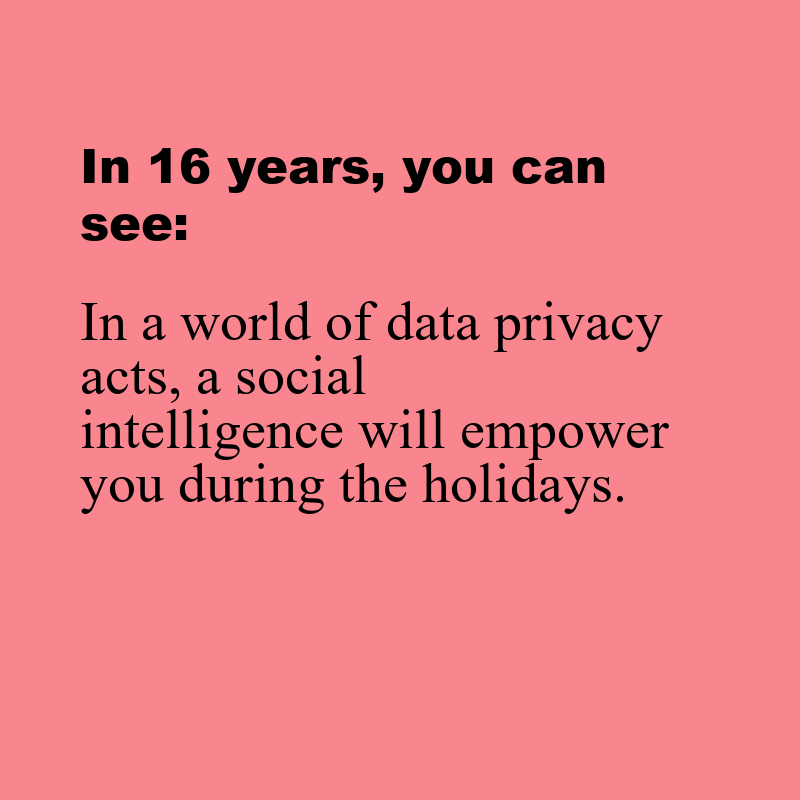 In 16 years, you can
see:
In a world of data privacy
acts, a social
intelligence will empower
you during the holidays.